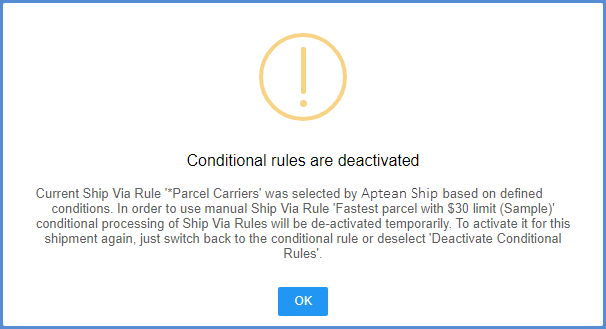 Conditional rules are deactivated
Current Ship Via Rule '*Parcel Carriers' was selected by Aptean Ship based on defined
conditions. In order to use manual Ship Via Rule 'Fastest parcel with $30 limit (Sample)'
conditional processing of Ship Via Rules will be de-activated temporarily. To activate it for this
shipment again, just switch back to the conditional rule or deselect 'Deactivate Conditional
Rules'.
OK